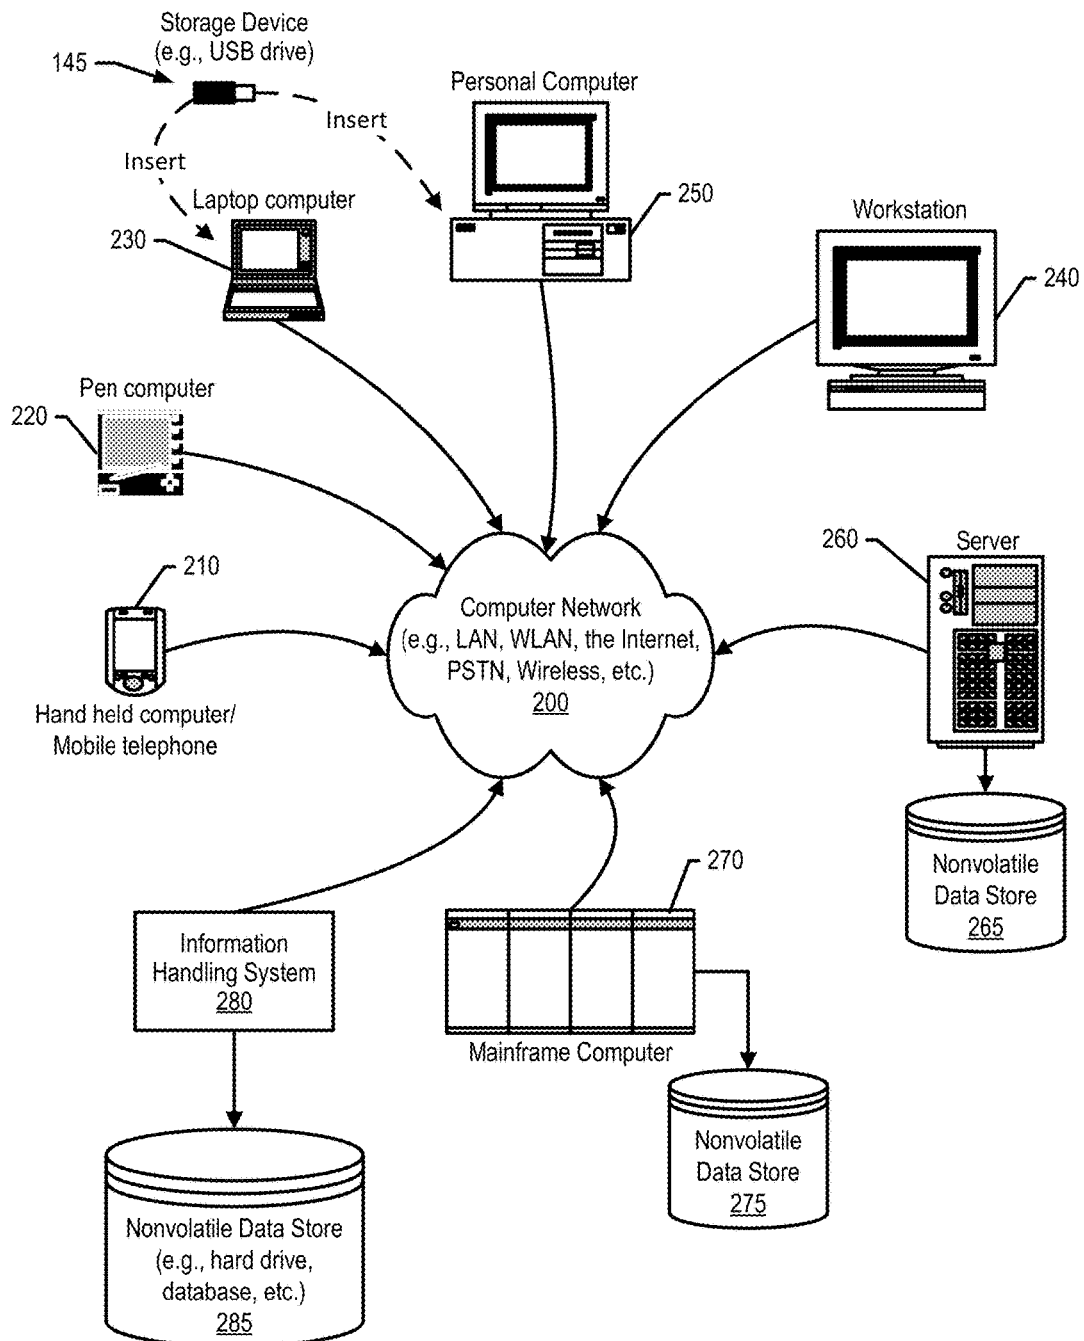 Storage Device
(e.g., USB drive)
145
Insert
Insert
Personal Computer
250
Laptop computer
230
Workstation
240
Pen computer
220
210
Hand held computer/
Mobile telephone
Computer Network
(e.g., LAN, WLAN, the Internet,
PSTN, Wireless, etc.)
200
260
Server
Nonvolatile
Data Store
265
Information
Handling System
280
270
Mainframe Computer
Nonvolatile
Data Store
275
Nonvolatile Data Store
(e.g., hard drive,
database, etc.)
285